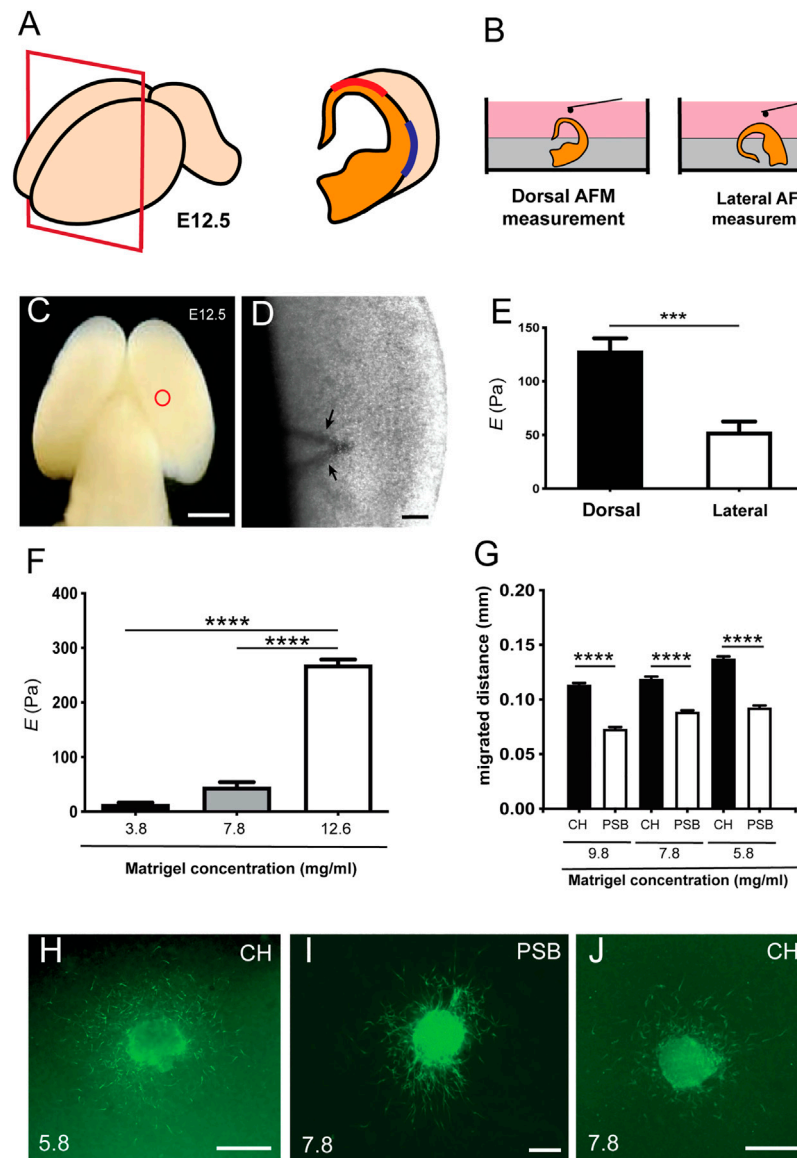 A
E12.5
B
Dorsal AFM
measurement
Lateral AF
measurem
C
E12.5
D
E
E (Pa)
150
100
50
0
***
Dorsal
Lateral
F
E (Pa)
400
300
200
100
0
****
****
3.8 7.8 12.6
Matrigel concentration (mg/ml)
G
migrated distance (mm)
0.20
0.15
0.10
0.05
0.00
**** **** ****
CH PSB CH PSB CH PSB
9.8 7.8 5.8
Matrigel concentration (mg/ml)
H
CH
5.8
I
PSB
7.8
J
CH
7.8